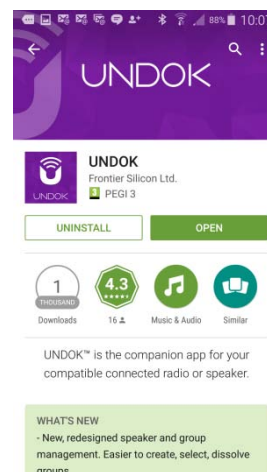 88% 10:07
UNDOK
UNDOK
UNDOK
Frontier Silicon Ltd.
3 PEGI 3
UNINSTALL
OPEN
1
THOUSAND
4.3
Downloads
16
Music & Audio
Similar
UNDOK™ is the companion app for your
compatible connected radio or speaker.
WHAT'S NEW
- New, redesigned speaker and group
management. Easier to create, select, dissolve
groups